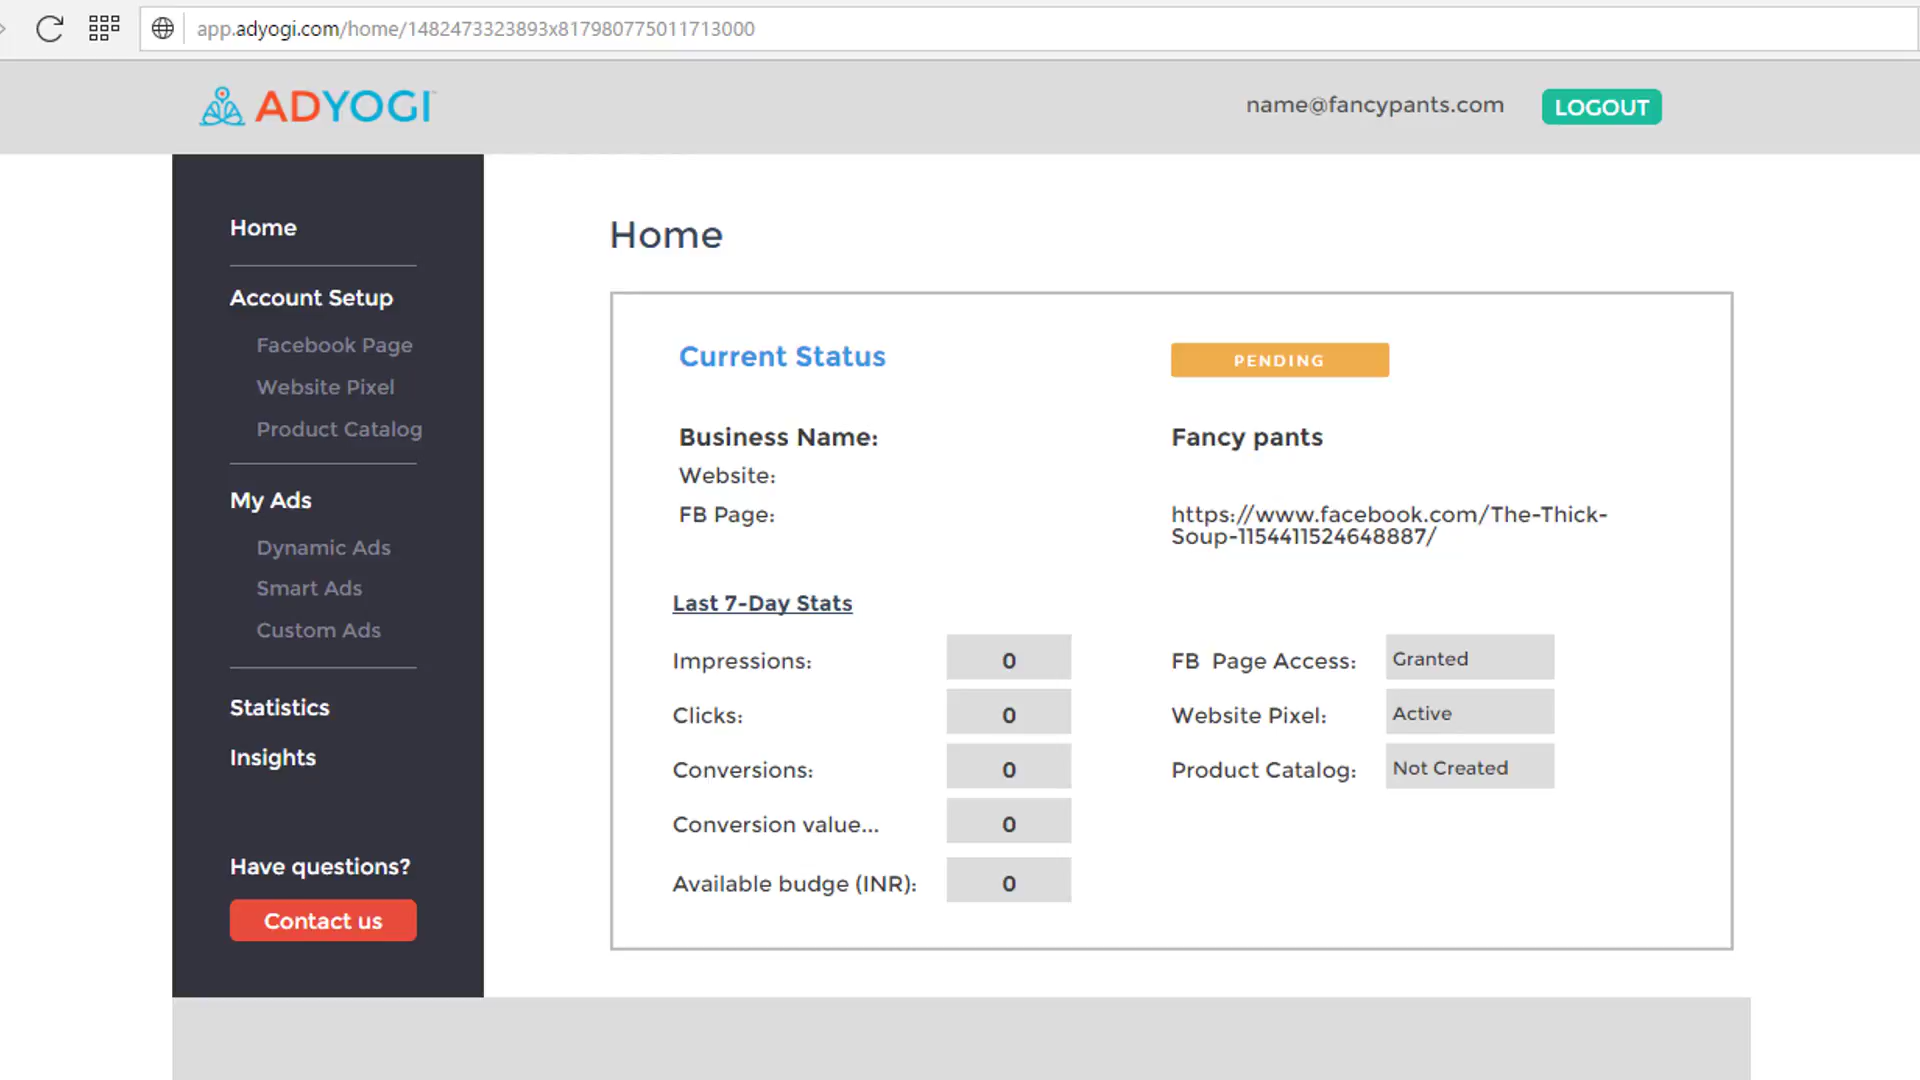 app.adyogi.com/home/1482473323893x817980775011713000
ADYOGI
name@fancypants.com
LOGOUT
Home
Account Setup
Facebook Page
Website Pixel
Product Catalog
My Ads
Dynamic Ads
Smart Ads
Custom Ads
Statistics
Insights
Have questions?
Contact us
Home
Current Status
PENDING
Business Name:
Fancy pants
Website:
FB Page:
https://www.facebook.com/The-Thick-
Soup-1154411524648887/
Last 7-Day Stats
Impressions:
0
FB Page Access:
Granted
Clicks:
0
Website Pixel:
Active
Conversions:
0
Product Catalog:
Not Created
Conversion value...
0
Available budge (INR):
0